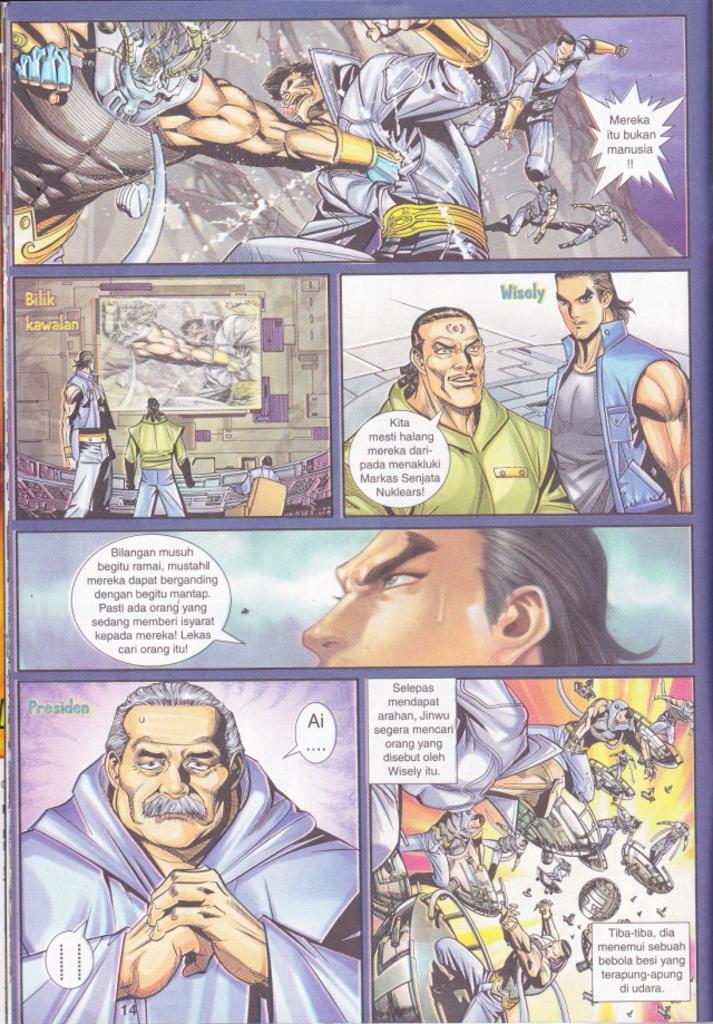 Mereka
itu bukan
manusia
!!
Bilik
kawalan
Wisely
Kita
mesti halang
mereka dari-
pada menakluki
Markas Senjata
Nuklears!
Bilangan musuh
begitu ramai, mustahil
mereka dapat berganding
dengan begitu mantap.
Pasti ada orang yang
sedang memberi isyarat
kepada mereka! Lekas
cari orang itu!
Presiden
Ai
....
Selepas
mendapat
arahan, Jinwu
segera mencari
orang yang
disebut oleh
Wisely itu.
Tiba-tiba, dia
menemui sebuah
bebola besi yang
terapung-apung
di udara.
14